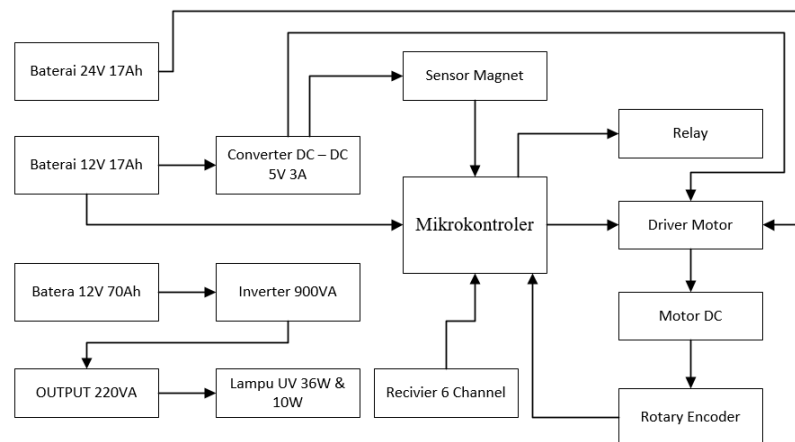 Baterai 24V 17Ah
Sensor Magnet
Baterai 12V 17Ah
Converter DC – DC
5V 3A
Relay
Mikrokontroler
Driver Motor
Batera 12V 70Ah
Inverter 900VA
Motor DC
OUTPUT 220VA
Lampu UV 36W &
10W
Recivier 6 Channel
Rotary Encoder